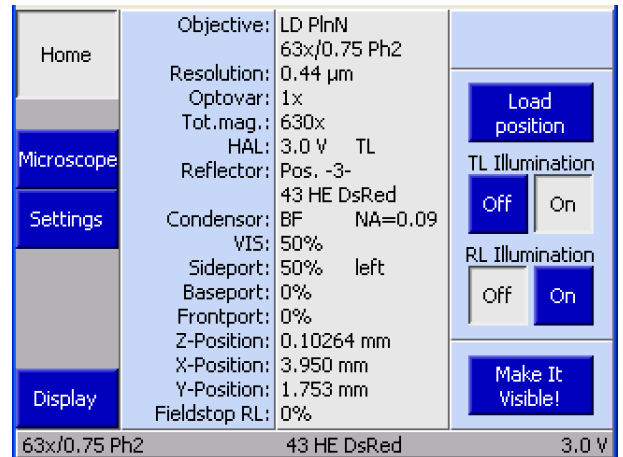 Home
Microscope
Settings
Display
Objective: LD PlnN
63x/0.75 Ph2
Resolution: 0.44 µm
Optovar: 1x
Tot.mag.: 630x
HAL: 3.0 V TL
Reflector: Pos. -3-
43 HE DsRed
Condensor: BF NA=0.09
VIS: 50%
Sideport: 50% left
Baseport: 0%
Frontport: 0%
Z-Position: 0.10264 mm
X-Position: 3.950 mm
Y-Position: 1.753 mm
Fieldstop RL: 0%
Load
position
TL Illumination
Off On
RL Illumination
Off On
Make It
Visible!
63x/0.75 Ph2 43 HE DsRed 3.0 V